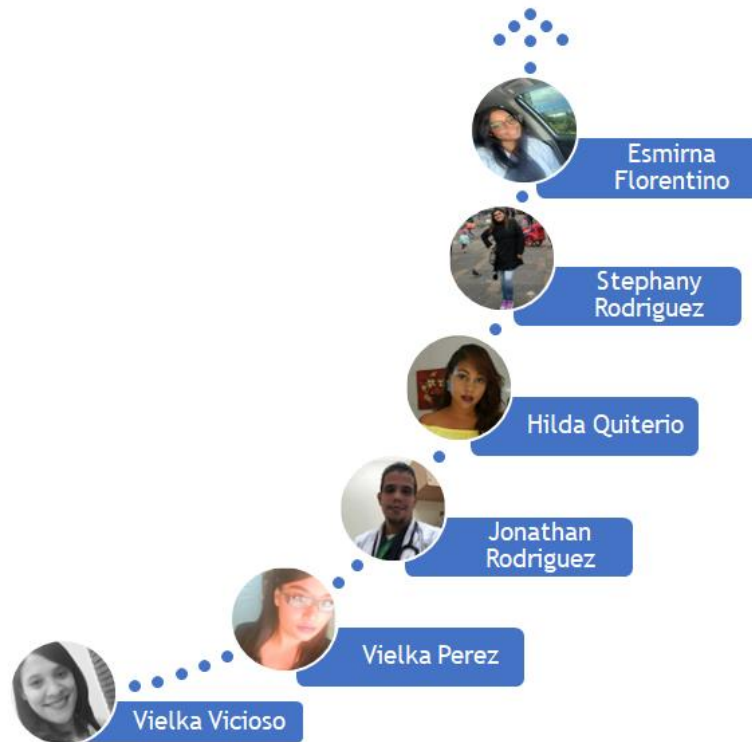 Esmirna
Florentino
Stephany
Rodriguez
Hilda Quiterio
Jonathan
Rodriguez
Vielka Perez
Vielka Vicioso